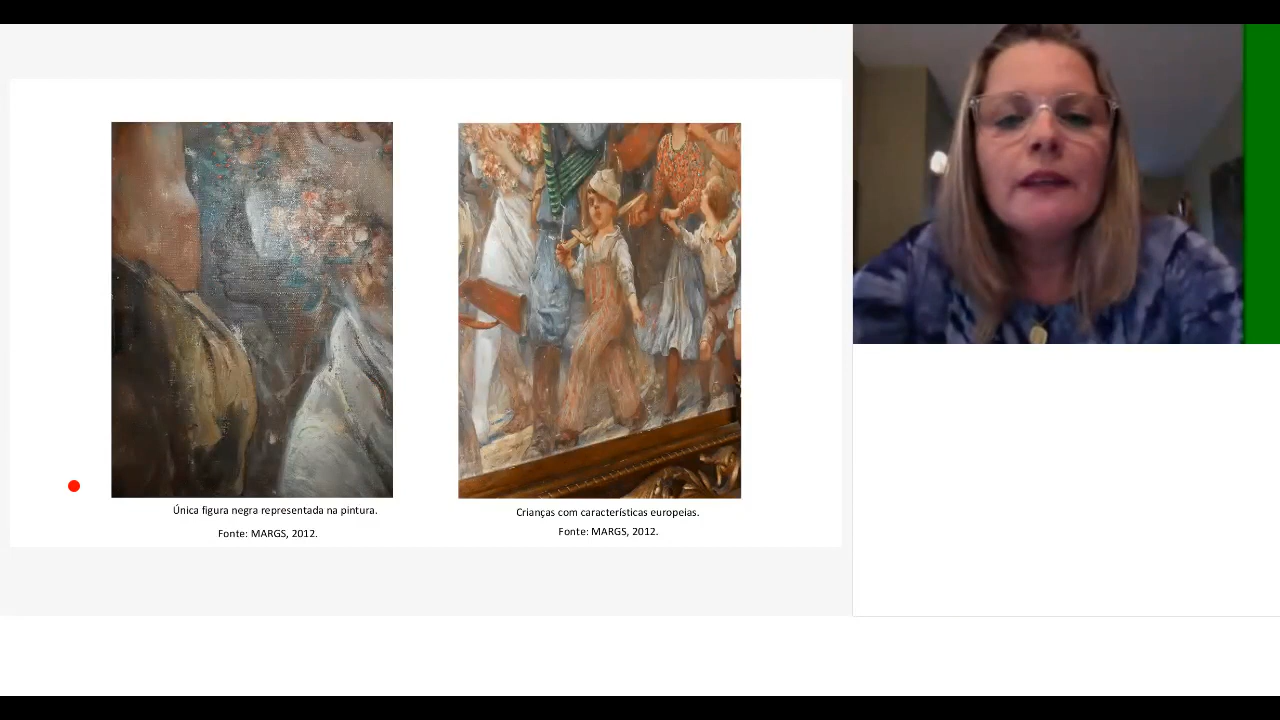 Única figura negra representada na pintura.
Fonte: MARGS, 2012.
Crianças com características europeias.
Fonte: MARGS, 2012.